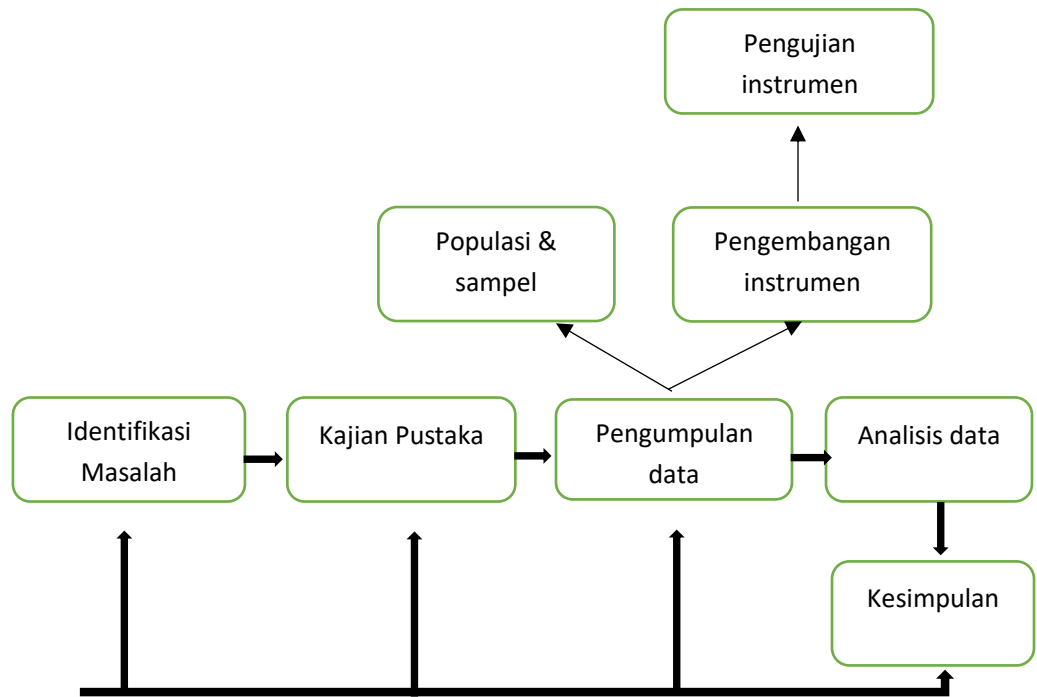 Pengujian
instrumen
Populasi &
sampel
Pengembangan
instrumen
Identifikasi
Masalah
Kajian Pustaka
Pengumpulan
data
Analisis data
Kesimpulan